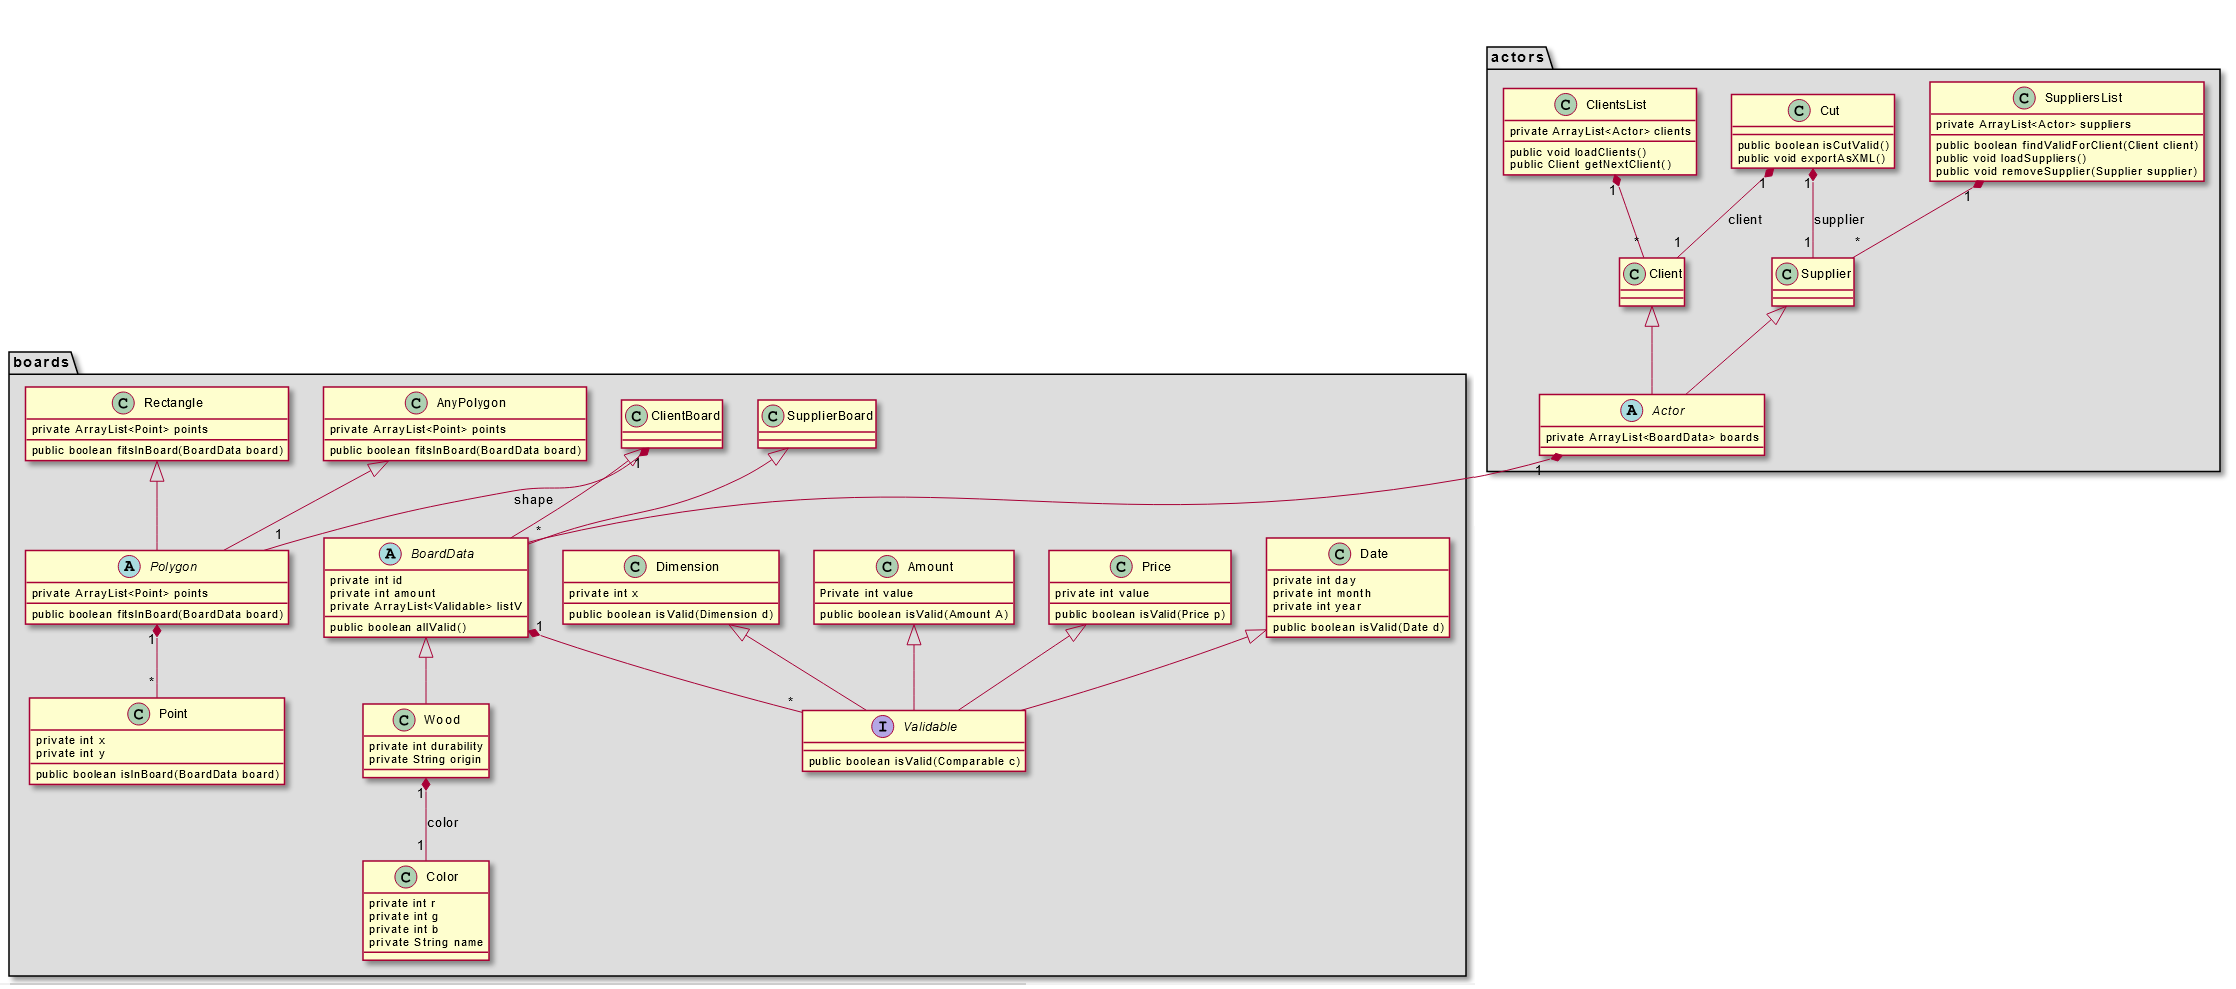 actors
C ClientsList
private ArrayList<Actor> clients
public void loadClients()
public Client getNextClient()
C Cut
public boolean isCutValid()
public void exportAsXML()
C SuppliersList
private ArrayList<Actor> suppliers
public boolean findValidForClient(Client client)
public void loadSuppliers()
public void removeSupplier(Supplier supplier)
1
1
1
1
client
supplier
*
1
1
*
C Client
C Supplier
A Actor
private ArrayList<BoardData> boards
1
boards
C Rectangle
private ArrayList<Point> points
public boolean fitsInBoard(BoardData board)
C AnyPolygon
private ArrayList<Point> points
public boolean fitsInBoard(BoardData board)
C ClientBoard
C SupplierBoard
1
shape
1
*
A Polygon
private ArrayList<Point> points
public boolean fitsInBoard(BoardData board)
A BoardData
private int id
private int amount
private ArrayList<Validable> listV
public boolean allValid()
C Dimension
private int x
public boolean isValid(Dimension d)
C Amount
Private int value
public boolean isValid(Amount A)
C Price
private int value
public boolean isValid(Price p)
C Date
private int day
private int month
private int year
public boolean isValid(Date d)
1
1
*
*
C Point
private int x
private int y
public boolean isInBoard(BoardData board)
C Wood
private int durability
private String origin
I Validable
public boolean isValid(Comparable c)
1
color
1
C Color
private int r
private int g
private int b
private String name